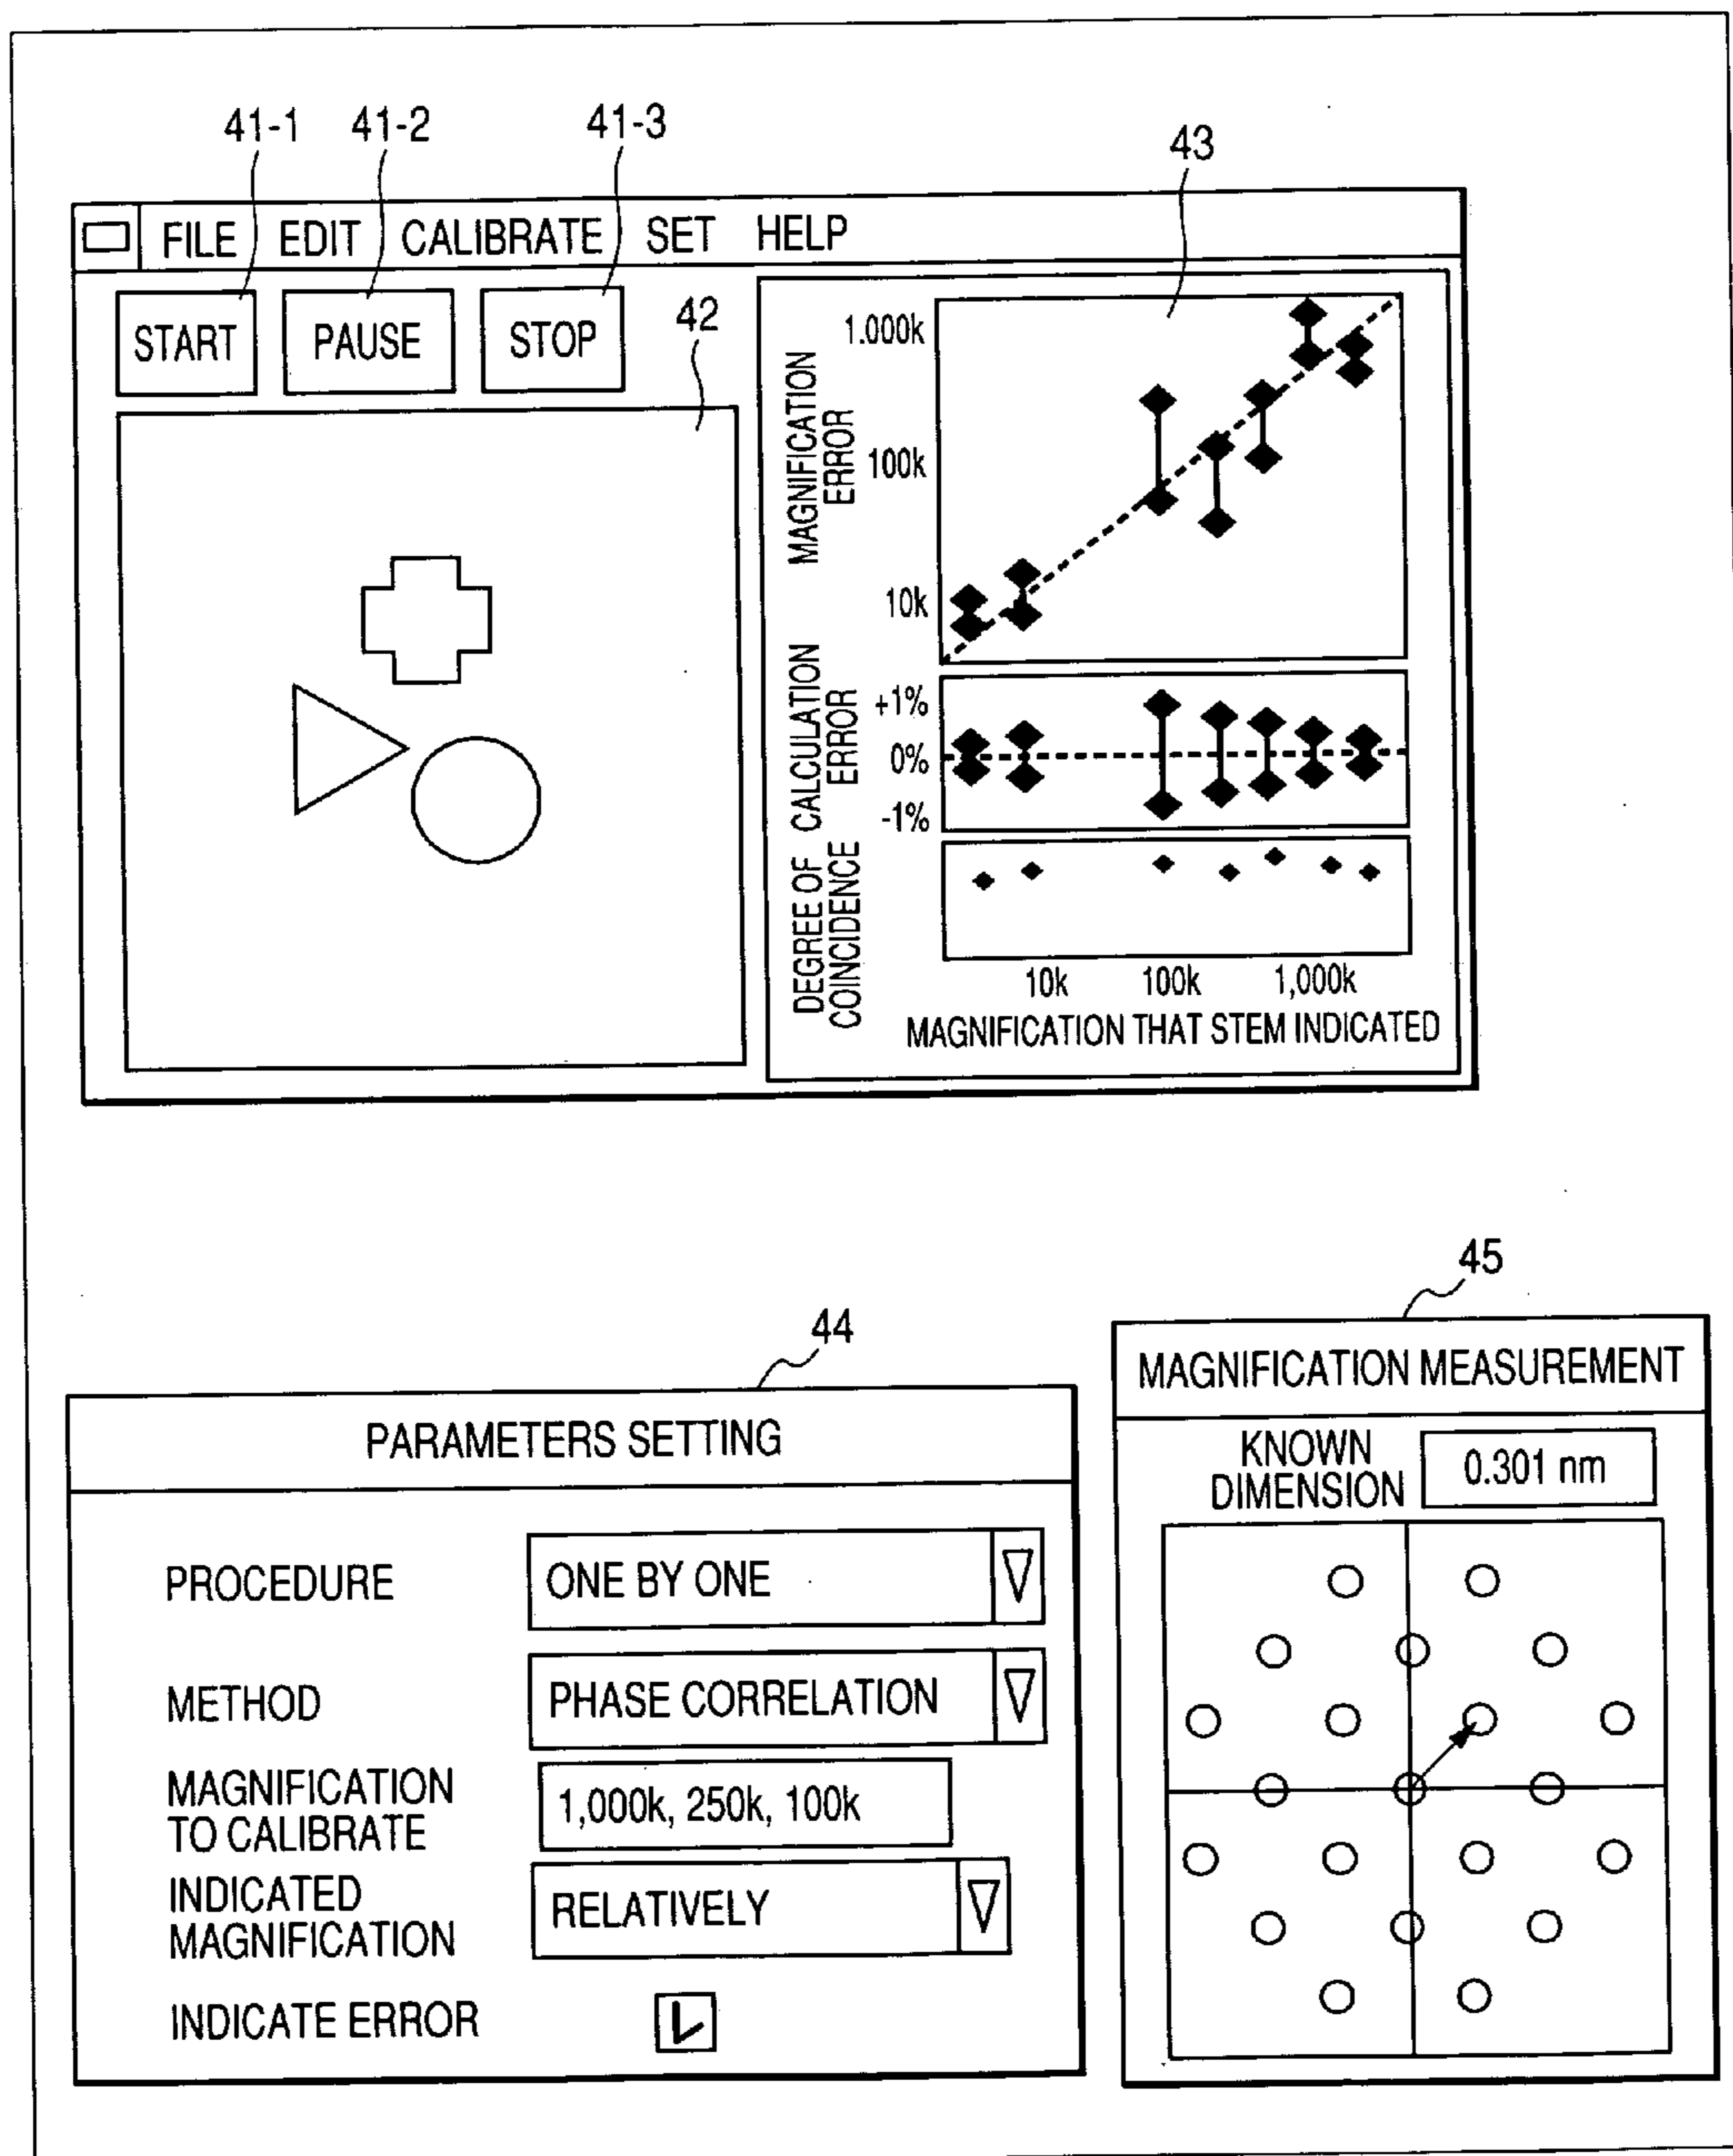 41-1 41-2 41-3 43
FILE EDIT CALIBRATE SET HELP
START PAUSE STOP
42
MAGNIFICATION
ERROR
1.000k
100k
10k
CALCULATION
ERROR
+1%
0%
-1%
DEGREE OF
COINCIDENCE
10k 100k 1,000k
MAGNIFICATION THAT STEM INDICATED
44
PARAMETERS SETTING
PROCEDURE ONE BY ONE
METHOD PHASE CORRELATION
MAGNIFICATION
TO CALIBRATE
1,000k, 250k, 100k
INDICATED
MAGNIFICATION
RELATIVELY
INDICATE ERROR
45
MAGNIFICATION MEASUREMENT
KNOWN
DIMENSION
0.301 nm